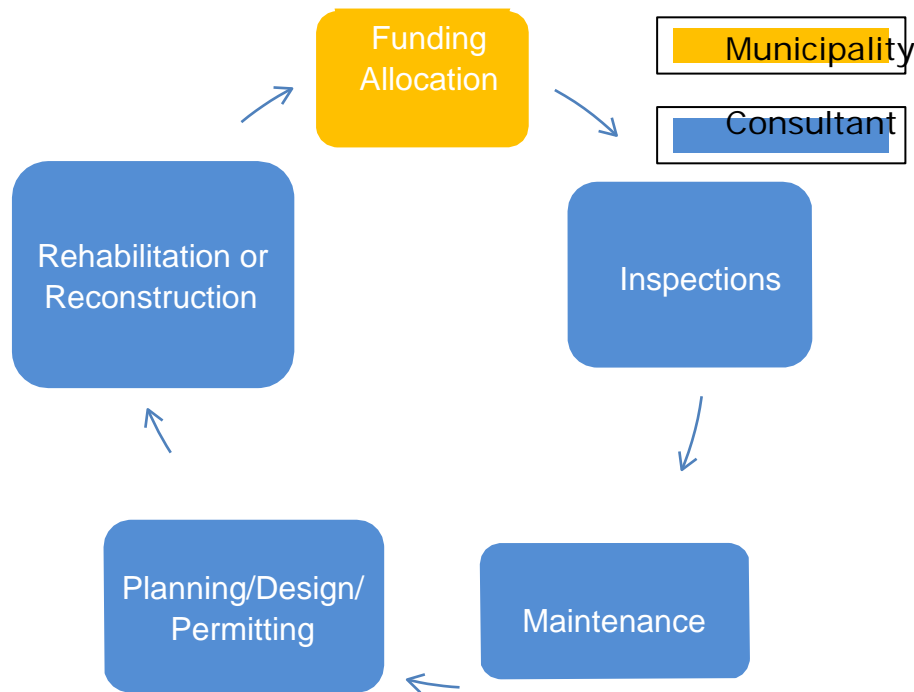 Funding
Allocation
Municipality
Consultant
Rehabilitation or
Reconstruction
Inspections
Planning/Design/
Permitting
Maintenance